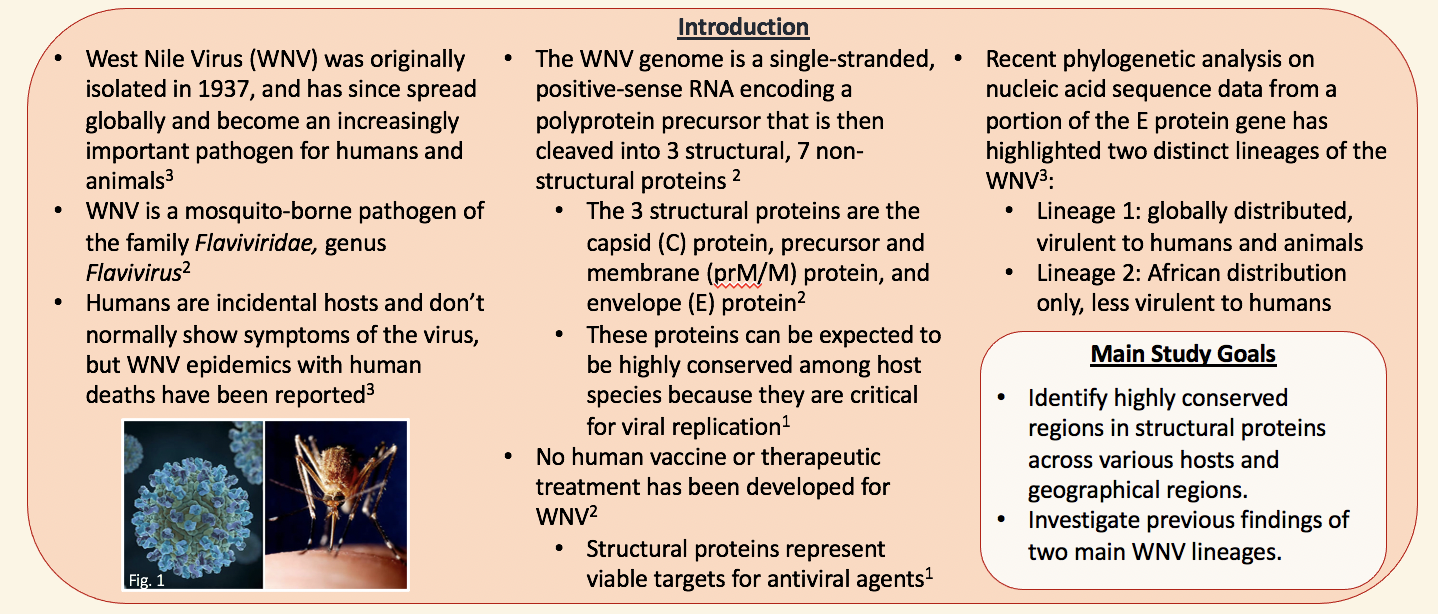 Introduction
• West Nile Virus (WNV) was originally
isolated in 1937, and has since spread
globally and become an increasingly
important pathogen for humans and
animals³
• WNV is a mosquito-borne pathogen of
the family Flaviviridae, genus
Flavivirus²
• Humans are incidental hosts and don’t
normally show symptoms of the virus,
but WNV epidemics with human
deaths have been reported³
Fig. 1
• The WNV genome is a single-stranded,
positive-sense RNA encoding a
polyprotein precursor that is then
cleaved into 3 structural, 7 non-
structural proteins ²
• The 3 structural proteins are the
capsid (C) protein, precursor and
membrane (prM/M) protein, and
envelope (E) protein²
• These proteins can be expected to
be highly conserved among host
species because they are critical
for viral replication¹
• No human vaccine or therapeutic
treatment has been developed for
WNV²
• Structural proteins represent
viable targets for antiviral agents¹
• Recent phylogenetic analysis on
nucleic acid sequence data from a
portion of the E protein gene has
highlighted two distinct lineages of the
WNV³:
• Lineage 1: globally distributed,
virulent to humans and animals
• Lineage 2: African distribution
only, less virulent to humans
Main Study Goals
• Identify highly conserved
regions in structural proteins
across various hosts and
geographical regions.
• Investigate previous findings of
two main WNV lineages.